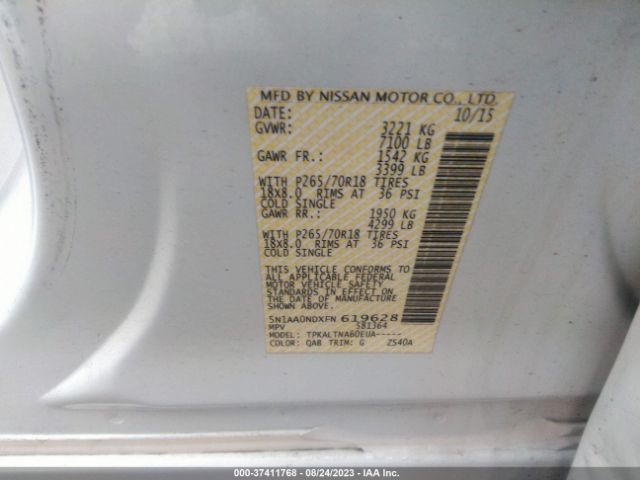 MFD BY NISSAN MOTOR CO., LTD.
DATE: 10/15
GVWR: 3221 KG
7100 LB
GAWR FR.: 1542 KG
3399 LB
WITH P265/70R18 TIRES
18x8.0 RIMS AT 36 PSI
COLD SINGLE
GAWR RR.: 1950 KG
4299 LB
WITH P265/70R18 TIRES
18x8.0 RIMS AT 36 PSI
COLD SINGLE
THIS VEHICLE CONFORMS TO
ALL APPLICABLE FEDERAL
MOTOR VEHICLE SAFETY
STANDARDS IN EFFECT ON
THE DATE OF MANUFACTURE
SHOWN ABOVE.
5N1AA0NDXFN 619628
MPV S81364
MODEL: TPKALTNA60EUA-----
COLOR: QAB TRIM: G ZS40A
000-37411768 - 08/24/2023 - IAA Inc.